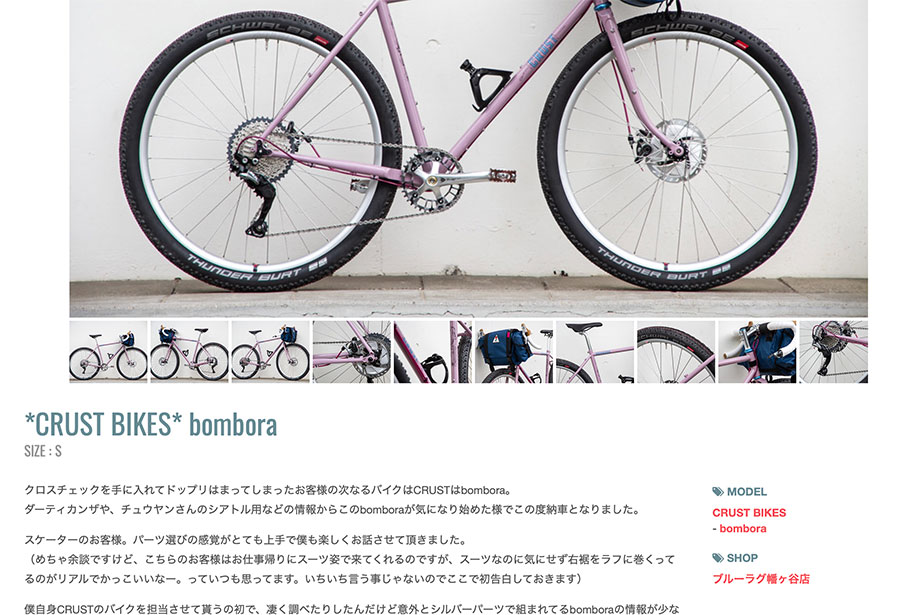 SCHWALBE
SCHWALBE
CRUST
THUNDER BURT
THUNDER BURT
*CRUST BIKES* bombora
SIZE : S
クロスチェックを手に入れてドップリはまってしまったお客様の次なるバイクはCRUSTはbombora。
ダーティカンザや、チュウヤンさんのシアトル用などの情報からこのbomboraが気になり始めた様でこの度納車となりました。
スケーターのお客様。パーツ選びの感覚がとても上手で僕も楽しくお話させて頂きました。
（めちゃ余談ですけど、こちらのお客様はお仕事帰りにスーツ姿で来てくれるのですが、スーツなのに気にせず右裾をラフに巻くって
るのがリアルでかっこいいなー。っていつも思ってます。いちいち言う事じゃないのでここで初告白しておきます）
僕自身CRUSTのバイクを担当させて貰うの初で、凄く調べたりしたんだけど意外とシルバーパーツで組まれてるbomboraの情報が少な
MODEL
CRUST BIKES
- bombora
SHOP
ブルーラグ幡ヶ谷店